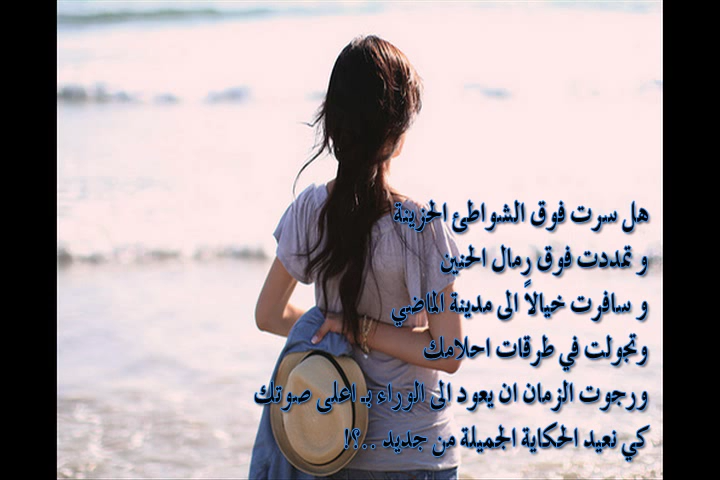 هل سرت فوق الشواطئ الحزينة
و تمددت فوق رمال الحنين
و سافرت خيالاً الى مدينة الماضي
وتجولت في طرقات احلامك
ورجوت الزمان ان يعود الى الوراء بـ اعلى صوتك
كي نعيد الحكاية الجميلة من جديد ..؟!